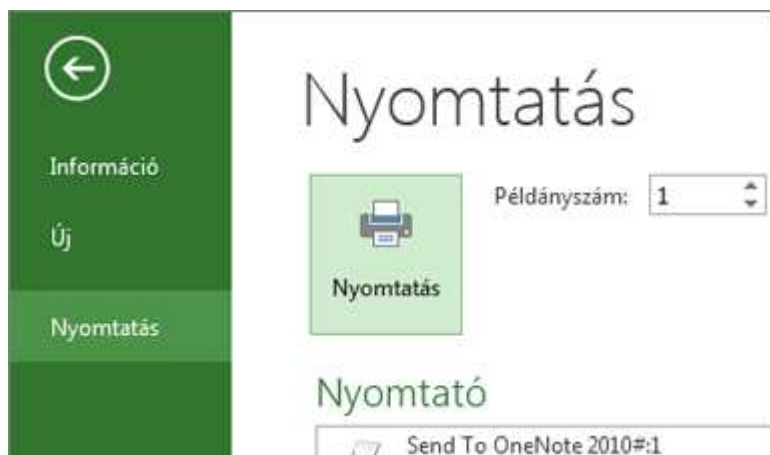 Nyomtatás
Információ
Új
Nyomtatás
Példányszám: 1
Nyomtatás
Nyomtató
Send To OneNote 2010#:1